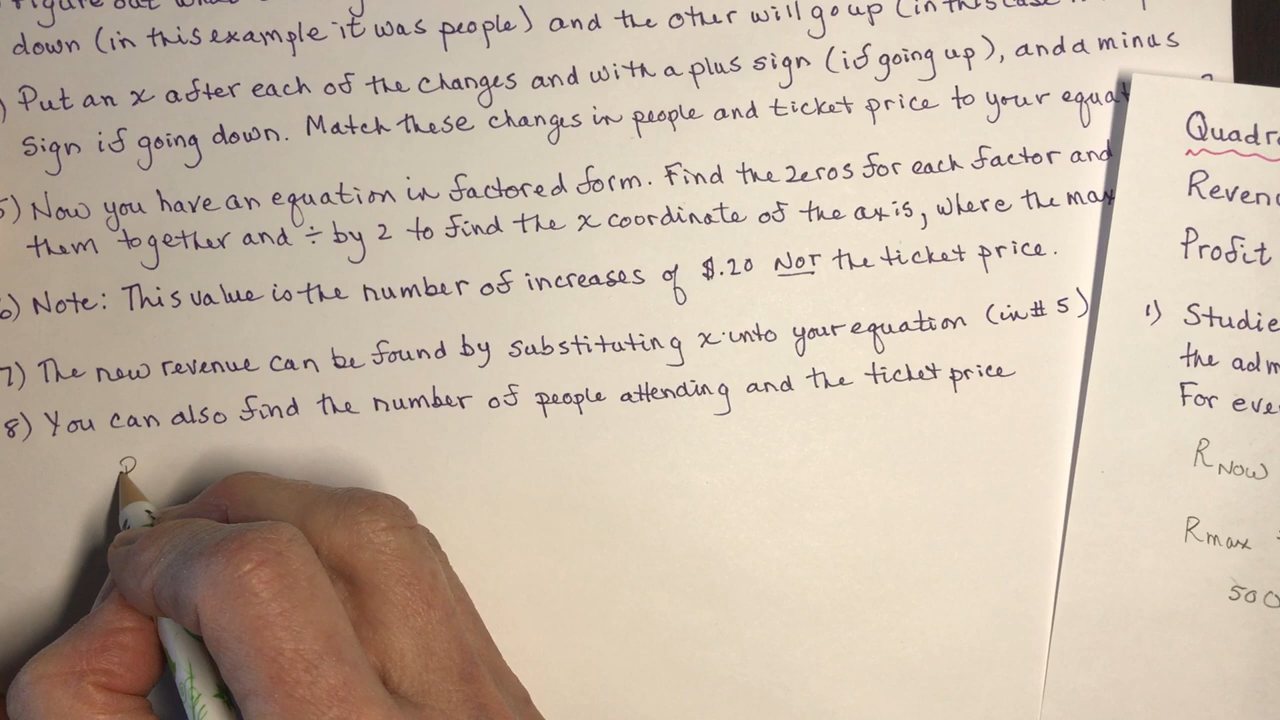 Figure out what
down (in this example it was people) and the other will go up (in this case
) Put an x after each of the changes and with a plus sign (if going up), and a minus
sign if going down. Match these changes in people and ticket price to your equat
5) Now you have an equation in factored form. Find the zeros for each factor and
them together and ÷ by 2 to find the x coordinate of the axis, where the max
6) Note: This value is the number of increases of $.20 NOT the ticket price.
7) The new revenue can be found by substituting x into your equation (in # 5)
8) You can also find the number of people attending and the ticket price
Quadr
Reven
Profit
1) Studie
the adm
For eve
R NOW
R max
500